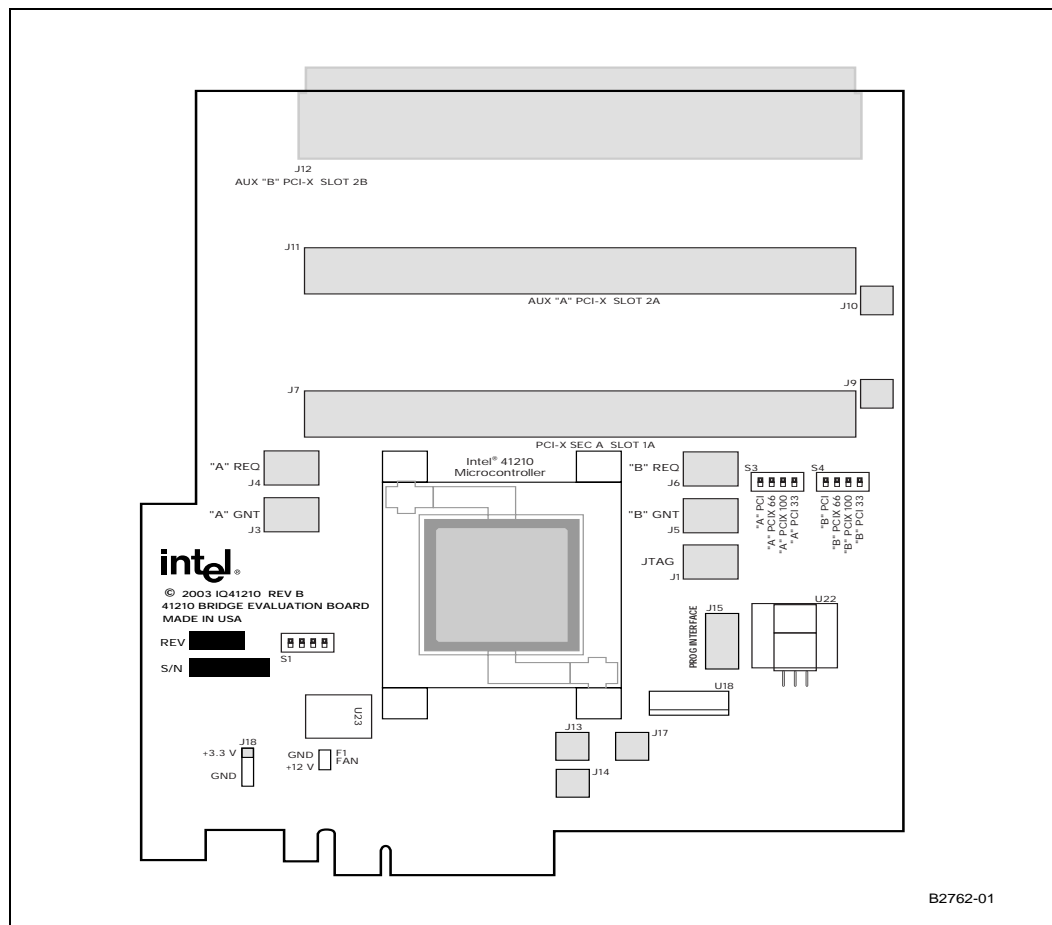 J12
AUX "B" PCI-X SLOT 2B
J11
AUX "A" PCI-X SLOT 2A
J10
J7
J9
PCI-X SEC A SLOT 1A
"A" REQ
J4
Intel® 41210
Microcontroller
"B" REQ
J6
S3
S4
"A" PCI
"A" PCIX 66
"A" PCIX 100
"A" PCI 33
"B" PCI
"B" PCIX 66
"B" PCIX 100
"B" PCI 33
"A" GNT
J3
"B" GNT
J5
JTAG
J1
intel®
© 2003 IQ41210 REV B
41210 BRIDGE EVALUATION BOARD
MADE IN USA
REV
S/N
S1
PROG INTERFACE
J15
U22
U18
U23
J18
+3.3 V
GND
GND
+12 V
F1
FAN
J13
J17
J14
B2762-01